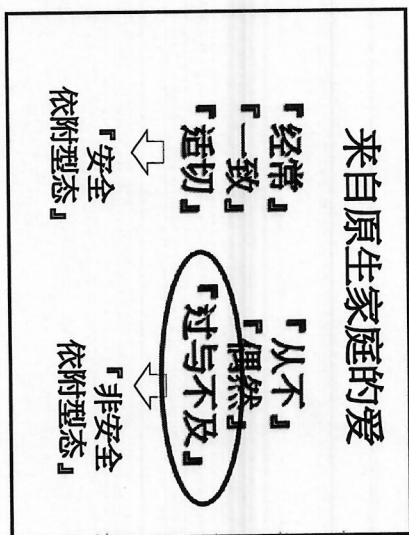 来自原生家庭的爱
『经常』
『一致』
『适切』
『安全
依附型态』
『从不』
『偶然』
『过与不及』
『非安全
依附型态』